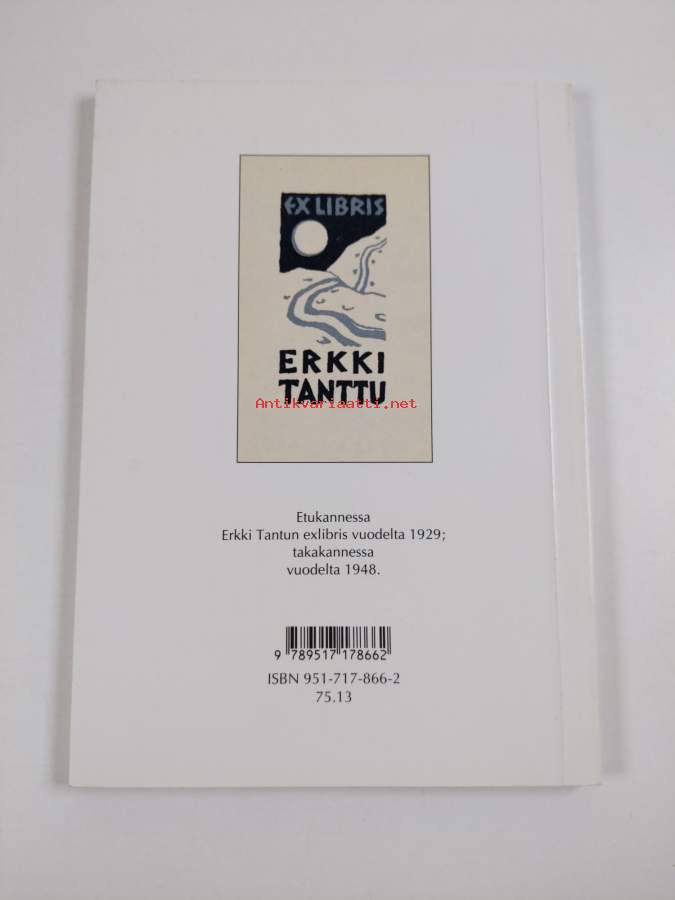 EX LIBRIS
ERKKI
TANTTU
Antikvariaatti.net
Etukannessa
Erkki Tantun exlibris vuodelta 1929;
takakannessa
vuodelta 1948.
9 789517 178662
ISBN 951-717-866-2
75.13